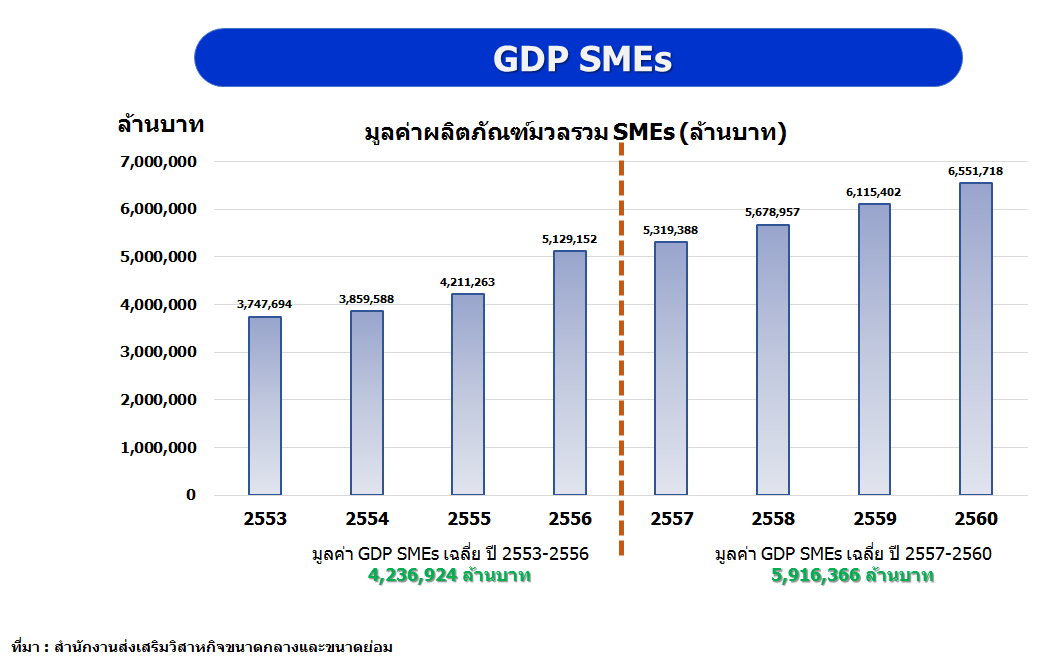 GDP SMEs
ล้านบาท
มูลค่าผลิตภัณฑ์มวลรวม SMEs (ล้านบาท)
7,000,000
6,000,000
5,000,000
4,000,000
3,000,000
2,000,000
1,000,000
0
3,747,694
3,859,588
4,211,263
5,129,152
5,319,388
5,678,957
6,115,402
6,551,718
2553 2554 2555 2556 2557 2558 2559 2560
มูลค่า GDP SMEs เฉลี่ย ปี 2553-2556
4,236,924 ล้านบาท
มูลค่า GDP SMEs เฉลี่ย ปี 2557-2560
5,916,366 ล้านบาท
ที่มา : สำนักงานส่งเสริมวิสาหกิจขนาดกลางและขนาดย่อม